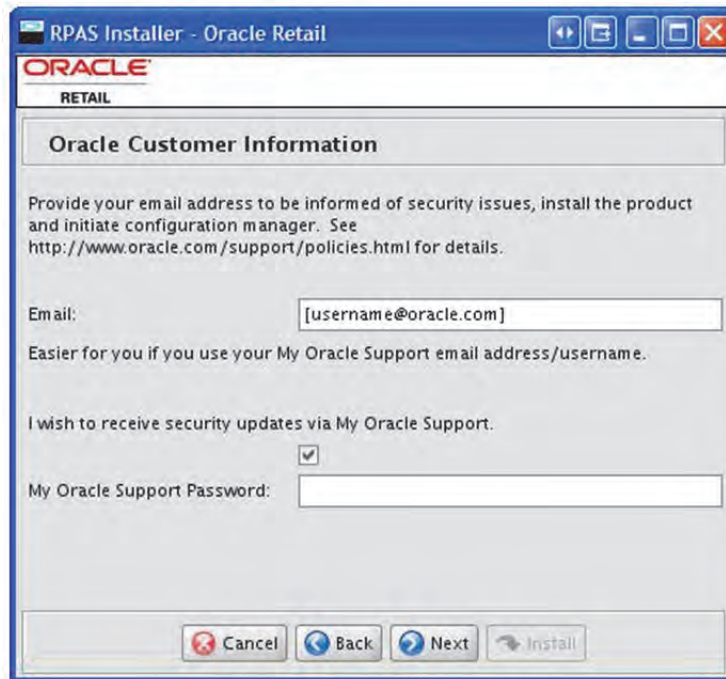 RPAS Installer - Oracle Retail
ORACLE
RETAIL
Oracle Customer Information
Provide your email address to be informed of security issues, install the product
and initiate configuration manager.  See
http://www.oracle.com/support/policies.html for details.
Email:
[username@oracle.com]
Easier for you if you use your My Oracle Support email address/username.
I wish to receive security updates via My Oracle Support.
My Oracle Support Password:
Cancel
Back
Next
Install